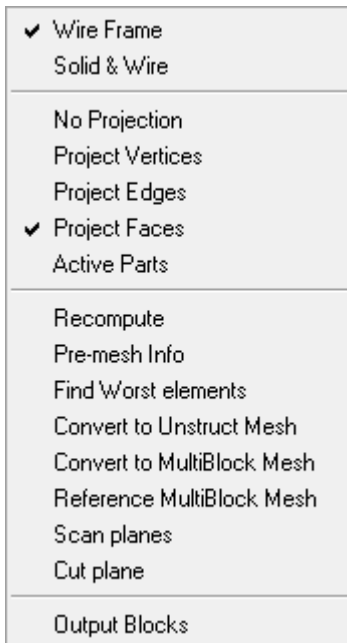 Wire Frame
Solid & Wire
No Projection
Project Vertices
Project Edges
Project Faces
Active Parts
Recompute
Pre-mesh Info
Find Worst elements
Convert to Unstruct Mesh
Convert to MultiBlock Mesh
Reference MultiBlock Mesh
Scan planes
Cut plane
Output Blocks